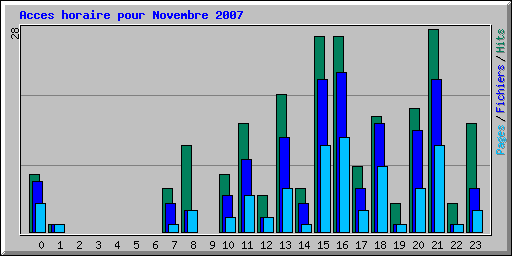 Acces horaire pour Novembre 2007
28
Pages / Fichiers / Hits
0 1 2 3 4 5 6 7 8 9 10 11 12 13 14 15 16 17 18 19 20 21 22 23